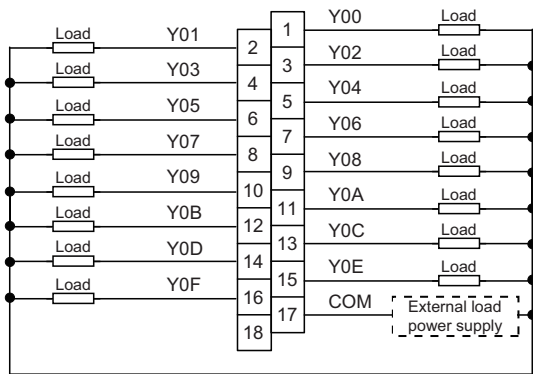 1 Y00 Load
Load Y01 2
3 Y02 Load
Load Y03 4
5 Y04 Load
Load Y05 6
7 Y06 Load
Load Y07 8
9 Y08 Load
Load Y09 10
11 Y0A Load
Load Y0B 12
13 Y0C Load
Load Y0D 14
15 Y0E Load
Load Y0F 16
17 COM External load
power supply
18